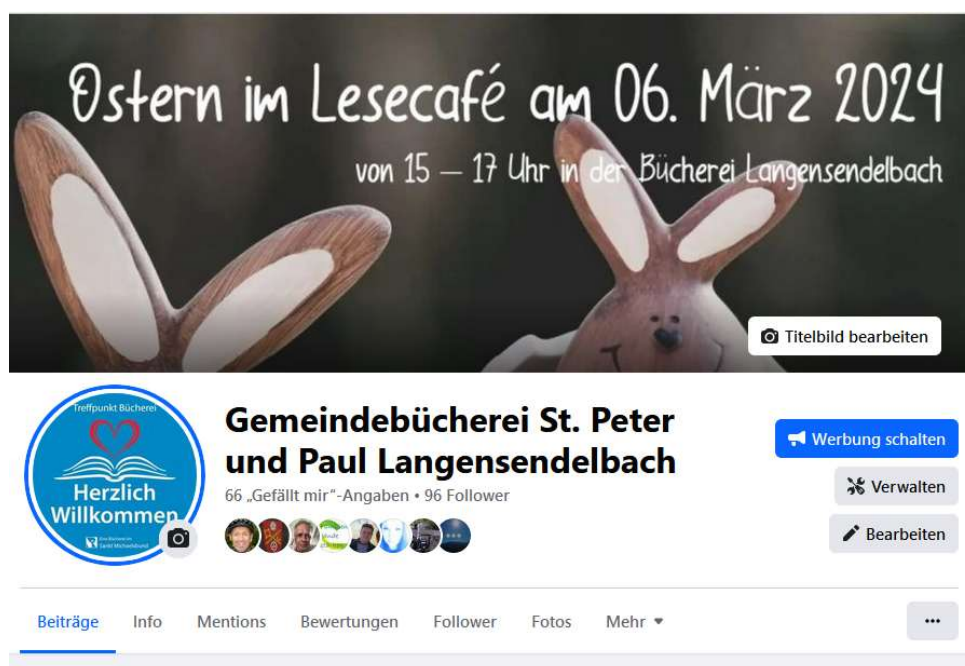 Ostern im Lesecafé am 06. März 2024
von 15 – 17 Uhr in der Bücherei Langensendelbach
Titelbild bearbeiten
Treffpunkt Bücherei
Herzlich
Willkommen
Sankt Michaelsbund
Gemeindebücherei St. Peter
und Paul Langensendelbach
66 „Gefällt mir“-Angaben • 96 Follower
Werbung schalten
Verwalten
Bearbeiten
Beiträge Info Mentions Bewertungen Follower Fotos Mehr